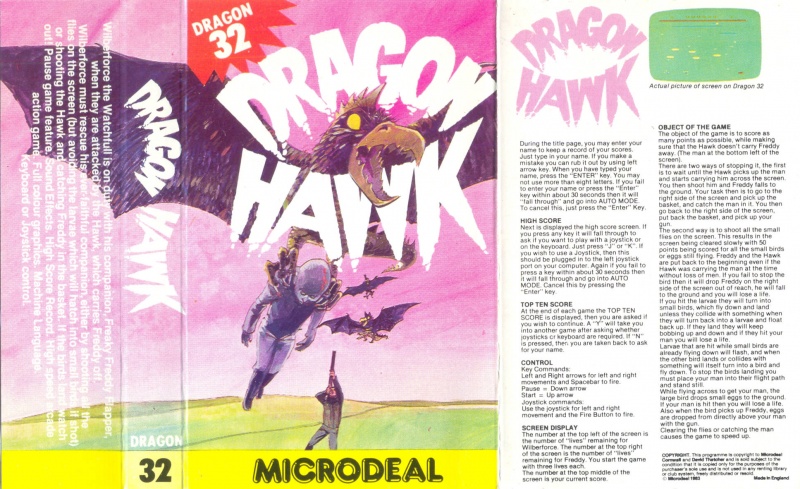 Wilberforce the Watchful is on duty with his companion, Freaky Freddy Flapper,
when they are attacked by the Hawk, which carries Freddy off.
Wilberforce must rescue his ever faithful companion, either by shooting all the
flies on the screen (but avoiding the larvae which will hatch into small birds if shot)
or shooting the Hawk and catching Freddy in the basket. If the birds watch
out! Pause game feature, Sound Effects, High Score Record, High speed arcade
action game. Full colour graphics. Machine Language.
Keyboard or Joystick control.
DRAGON HAWK
DRAGON
32
DRAGON
32
DRAGON
HAWK
MICRODEAL
DRAGON
HAWK
Actual picture of screen on Dragon 32
During the title page, you may enter your
name to keep a record of your scores.
Just type in your name. If you make a
mistake you can rub it out by using left
arrow key. When you have typed your
name, press the "ENTER" key. You may
not use more than eight letters. If you fail
to enter your name or press the "Enter"
key within about 30 seconds then it will
"fall through" and go into AUTO MODE.
To cancel this, just press the "Enter" Key.
HIGH SCORE
Next is displayed the high score screen. If
you press any key it will fall through to
ask if you want to play with a joystick or
on the keyboard. Just press "J" or "K". If
you wish to use a Joystick, then this
should be plugged in to the left joystick
port on your computer. Again if you fail to
press a key within about 30 seconds then
it will fall through and go into AUTO
MODE. Cancel this by pressing the
"Enter" key.
TOP TEN SCORE
At the end of each game the TOP TEN
SCORE is displayed, then you are asked if
you wish to continue. A "Y" will take you
into another game after asking whether
joysticks or keyboard are required. If "N"
is pressed, then you are taken back to ask
for your name.
CONTROL
Key Commands:
Left and Right arrows for left and right
movements and Spacebar to fire.
Pause = Down arrow
Start = Up arrow
Joystick commands:
Use the joystick for left and right
movement and the Fire Button to fire.
SCREEN DISPLAY
The number at the top left of the screen is
the number of "lives" remaining for
Wilberforce. The number at the top right
of the screen is the number of "lives"
remaining for Freddy. You start the game
with three lives each.
The number at the top middle of the
screen is your current score.
OBJECT OF THE GAME
The object of the game is to score as
many points as possible, while making
sure that the Hawk doesn't carry Freddy
away. (The man at the bottom left of the
screen).
There are two ways of stopping it, the first
is to wait until the Hawk picks up the man
and starts carrying him across the screen.
You then shoot him and Freddy falls to
the ground. Your task then is to go to the
right side of the screen and pick up the
basket, and catch the man in it. You then
go back to the right side of the screen,
put back the basket, and pick up your
gun.
The second way is to shoot all the small
flies on the screen. This results in the
screen being cleared slowly with 50
points being scored for all the small birds
or eggs still flying. Freddy and the Hawk
are put back to the beginning even if the
Hawk was carrying the man at the time
without loss of men. If you fail to stop the
bird then it will drop Freddy on the right
side of the screen out of reach, he will fall
to the ground and you will lose a life.
If you hit the larvae they will turn into
small birds, which fly down and land
unless they collide with something when
they will turn back into a larvae and float
back up. If they land they will keep
bobbing up and down and if they hit your
man you will lose a life.
Larvae that are hit while small birds are
already flying down will flash, and when
the other bird lands or collides with
something will itself turn into a bird and
fly down. To stop the birds landing you
must place your man into their flight path
and stand still.
While flying across to get your man, the
large bird drops small eggs to the ground.
If your man is hit then you will lose a life.
Also when the bird picks up Freddy, eggs
are dropped from directly above your man
with the gun.
Clearing the flies or catching the man
causes the game to speed up.
COPYRIGHT. This programme is copyright to Microdeal
Cornsoft and David Thatcher and is sold subject to the
condition that it is copied only for the purposes of the
purchaser's sole use and is not used in any renting library
or club system, freely distributed or resold.
© Microdeal 1983 Made in England